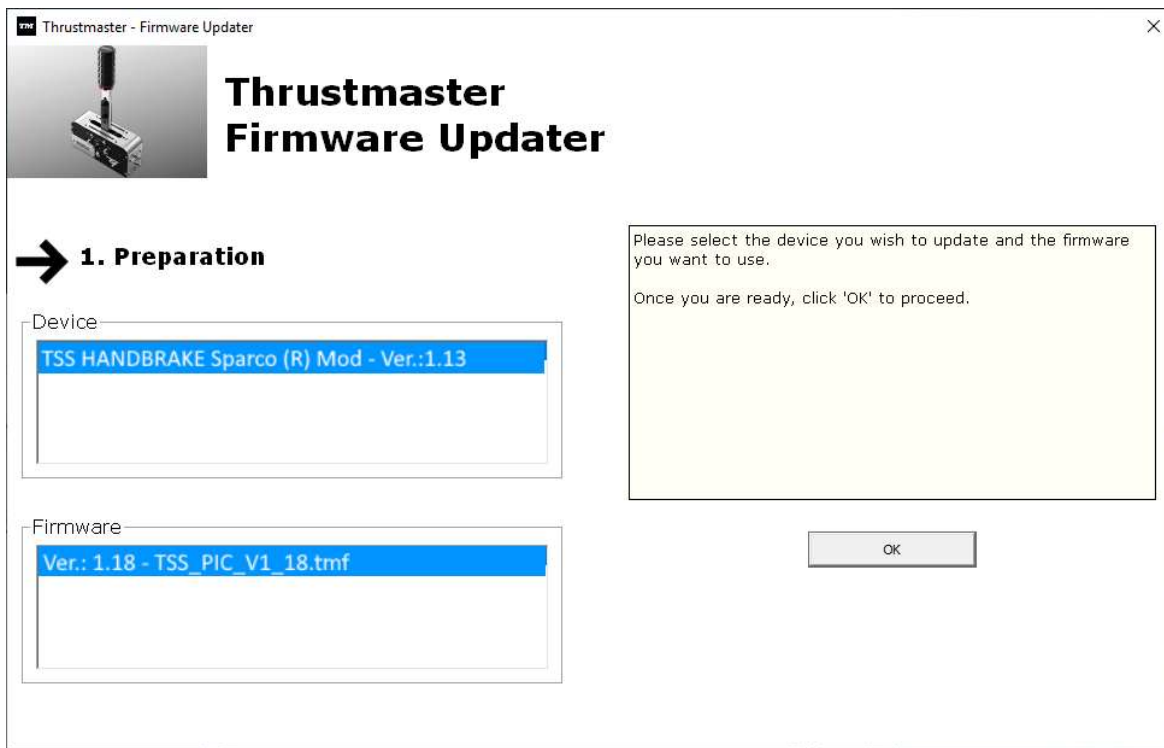 TM Thrustmaster - Firmware Updater
Thrustmaster
Firmware Updater
1. Preparation
Please select the device you wish to update and the firmware
you want to use.
Once you are ready, click 'OK' to proceed.
Device
TSS HANDBRAKE Sparco (R) Mod - Ver.:1.13
Firmware
Ver.: 1.18 - TSS_PIC_V1_18.tmf
OK